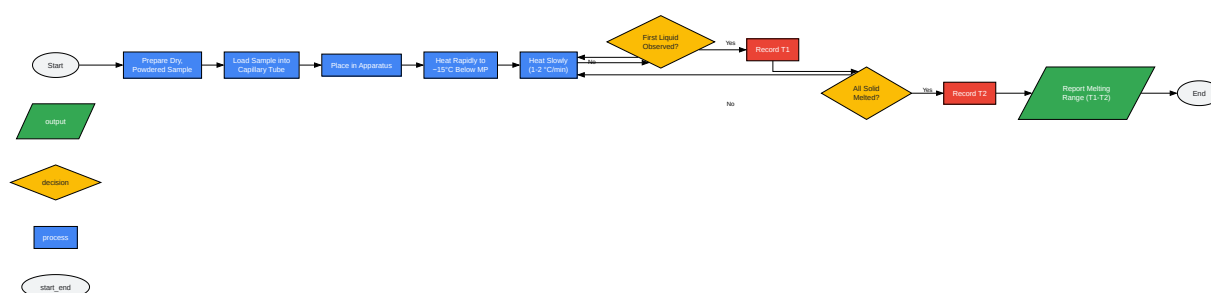 Start
Prepare Dry,
Powdered Sample
Load Sample into
Capillary Tube
Place in Apparatus
Heat Rapidly to
~15°C Below MP
Heat Slowly
(1-2 °C/min)
No
First Liquid
Observed?
Yes
Record T1
No
All Solid
Melted?
Yes
Record T2
Report Melting
Range (T1-T2)
End
output
decision
process
start_end